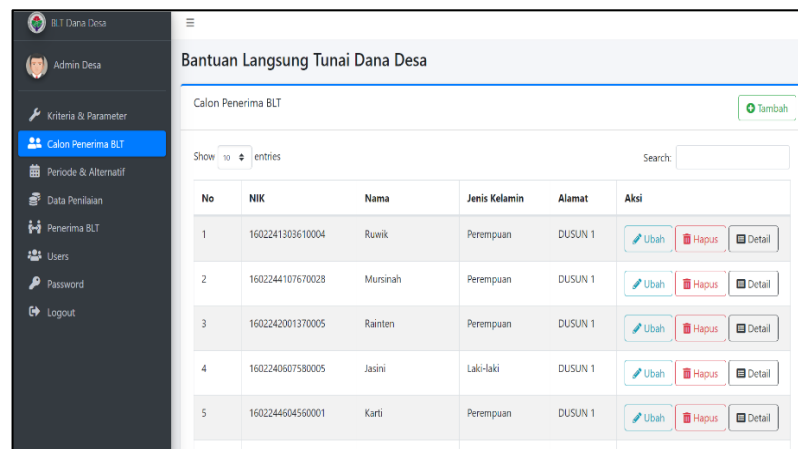 BLT Dana Desa
Admin Desa
Kriteria & Parameter
Calon Penerima BLT
Periode & Alternatif
Data Penilaian
Penerima BLT
Users
Password
Logout
Bantuan Langsung Tunai Dana Desa
Calon Penerima BLT
Tambah
Show 10 entries
Search:
No NIK Nama Jenis Kelamin Alamat Aksi
1 1602241303610004 Ruwik Perempuan DUSUN 1 Ubah Hapus Detail
2 1602244107670028 Mursinah Perempuan DUSUN 1 Ubah Hapus Detail
3 1602242001370005 Rainten Perempuan DUSUN 1 Ubah Hapus Detail
4 1602240607580005 Jasini Laki-laki DUSUN 1 Ubah Hapus Detail
5 1602244604560001 Karti Perempuan DUSUN 1 Ubah Hapus Detail